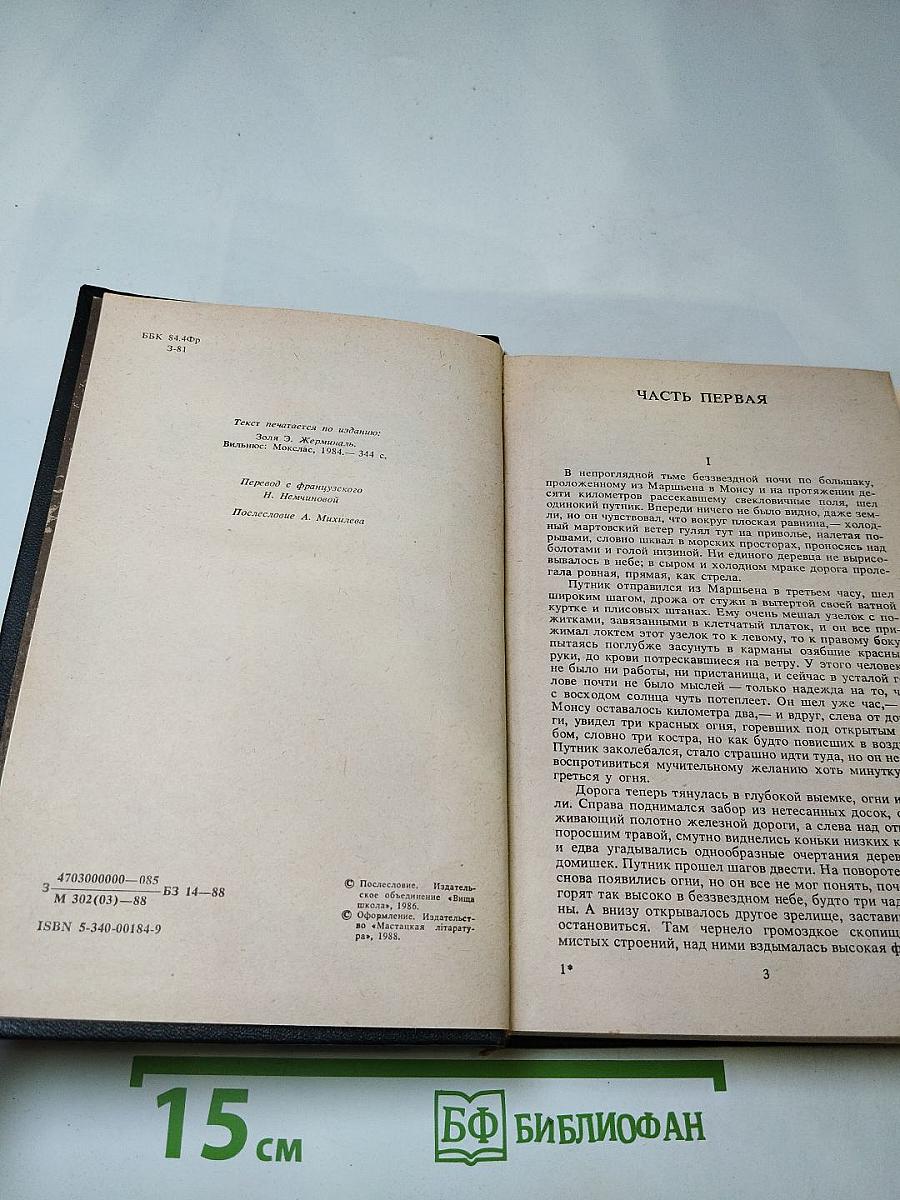 ББК 84.4Фр
З-81
Текст печатается по изданию:
Золя Э. Жерминаль.
Вильнюс: Мокслас, 1984.— 344 с.
Перевод с французского
Н. Немчиновой
Послесловие А. Михилева
З 4703000000—085 БЗ 14—88
М 302(03)—88
ISBN 5-340-00184-9
© Послесловие. Издатель-
ское объединение «Вища
школа», 1986.
© Оформление. Издательст-
во «Мастацкая літарату-
ра», 1988.
ЧАСТЬ ПЕРВАЯ
I
В непроглядной тьме беззвездной ночи по большаку,
проложенному из Маршьена в Монсу и на протяжении де-
сяти километров рассекавшему свекловичные поля, шел
одинокий путник. Впереди ничего не было видно, даже зем-
ли, но он чувствовал, что вокруг плоская равнина,— холод-
ный мартовский ветер гулял тут на приволье, налетая по-
рывами, словно шквал в морских просторах, проносясь над
болотами и голой низиной. Ни единого деревца не вырисо-
вывалось в небе; в сыром и холодном мраке дорога проле-
гала ровная, прямая, как стрела.
Путник отправился из Маршьена в третьем часу, шел
широким шагом, дрожа от стужи в вытертой своей ватной
куртке и плисовых штанах. Ему очень мешал узелок с по-
житками, завязанными в клетчатый платок, и он все при-
жимал локтем этот узелок то к левому, то к правому боку
пытаясь поглубже засунуть в карманы озябшие красны
руки, до крови потрескавшиеся на ветру. У этого человек
не было ни работы, ни пристанища, и сейчас в усталой г
лове почти не было мыслей — только надежда на то, ч
с восходом солнца чуть потеплеет. Он шел уже час,—
Монсу оставалось километра два,— и вдруг, слева от до
ги, увидел три красных огня, горевших под открытым
бом, словно три костра, но как будто повисших в возд
Путник заколебался, стало страшно идти туда, но он не
воспротивиться мучительному желанию хоть минутку
греться у огня.
Дорога теперь тянулась в глубокой выемке, огни и
ли. Справа поднимался забор из нетесанных досок,
живающий полотно железной дороги, а слева над отк
поросшим травой, смутно виднелись коньки низких к
и едва угадывались однообразные очертания дерев
домишек. Путник прошел шагов двести. На повороте
снова появились огни, но он все не мог понять, поч
горят так высоко в беззвездном небе, будто три чад
ны. А внизу открывалось другое зрелище, застави
остановиться. Там чернело громоздкое скопищ
мистых строений, над ними вздымалась высокая ф
1*
3
15 см
БФ БИБЛИОФАН